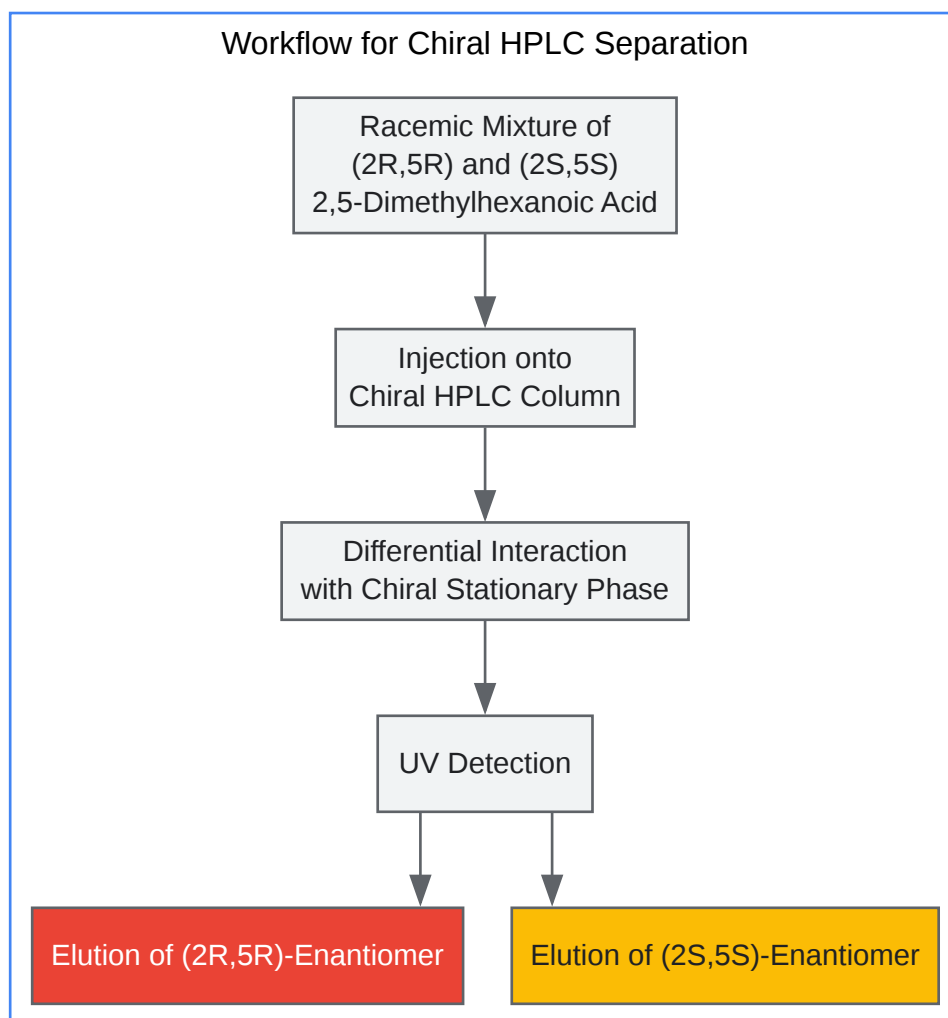 Workflow for Chiral HPLC Separation
Racemic Mixture of
(2R,5R) and (2S,5S)
2,5-Dimethylhexanoic Acid
Injection onto
Chiral HPLC Column
Differential Interaction
with Chiral Stationary Phase
UV Detection
Elution of (2R,5R)-Enantiomer
Elution of (2S,5S)-Enantiomer